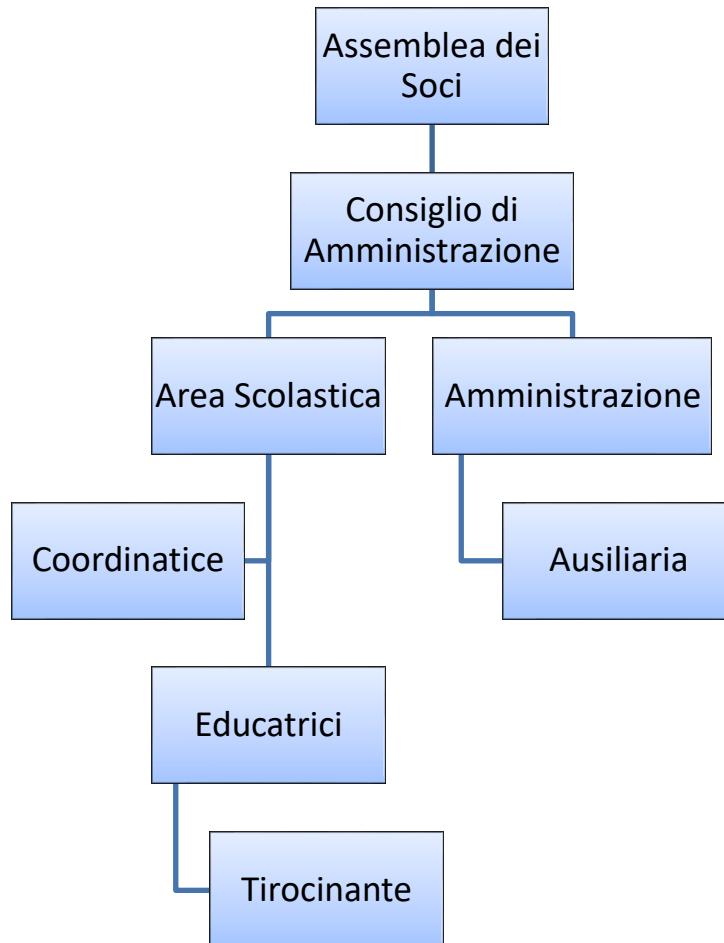 Assemblea dei
Soci
Consiglio di
Amministrazione
Area Scolastica
Amministrazione
Coordinatice
Ausiliaria
Educatrici
Tirocinante